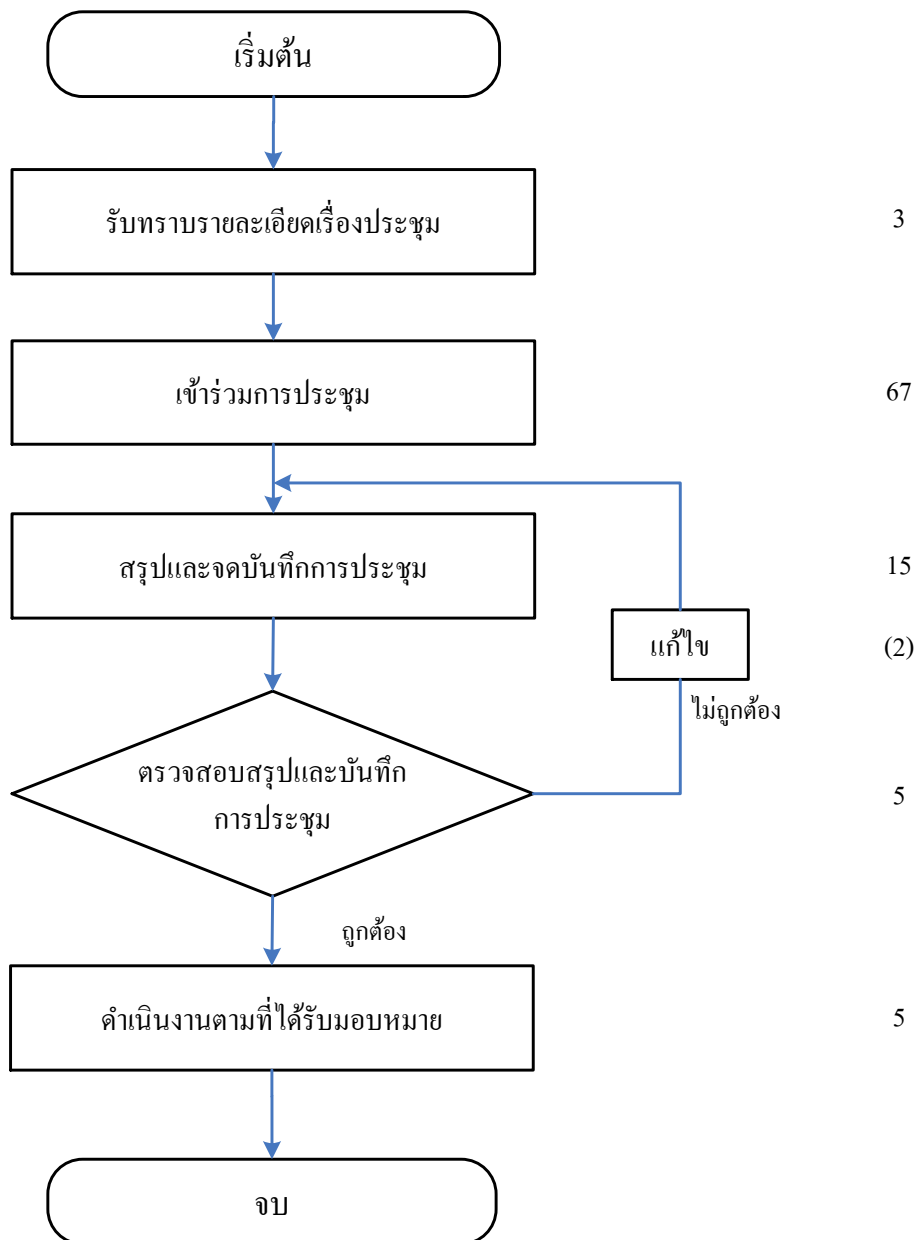 เริ่มต้น
รับทราบรายละเอียดเรื่องประชุม
3
เข้าร่วมการประชุม
67
สรุปและจดบันทึกการประชุม
15
แก้ไข
(2)
ไม่ถูกต้อง
ตรวจสอบสรุปและบันทึก
การประชุม
5
ถูกต้อง
ดำเนินงานตามที่ได้รับมอบหมาย
5
จบ